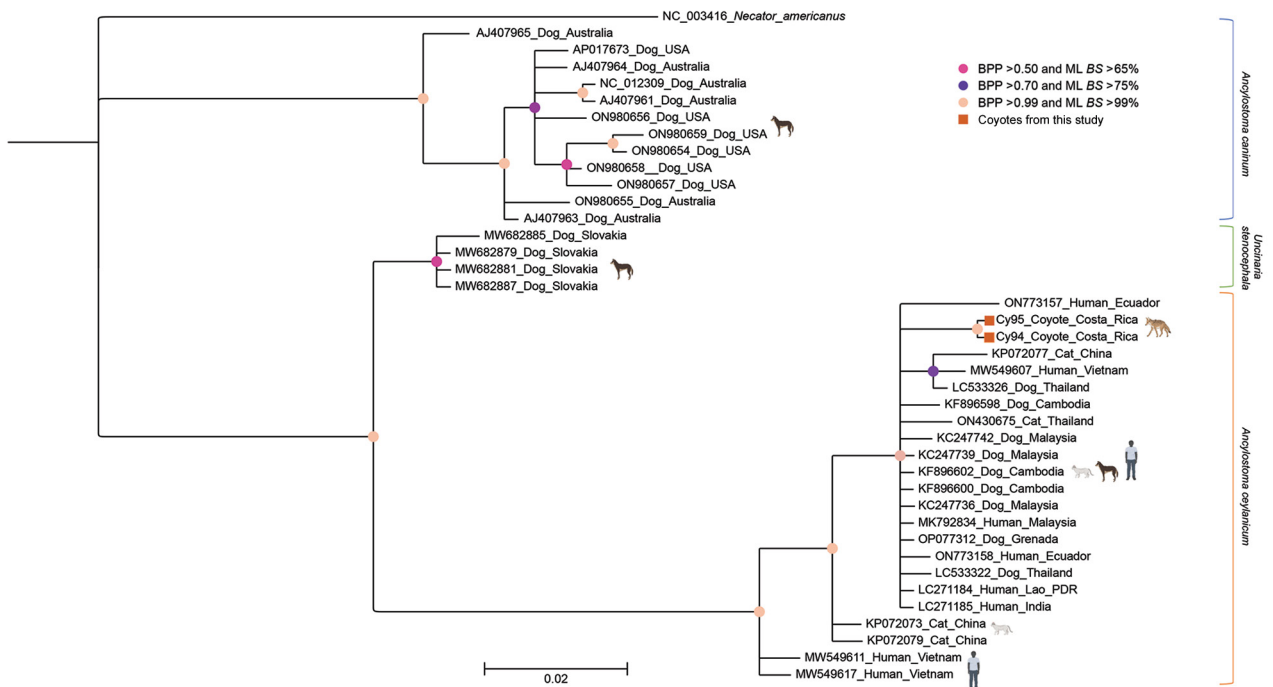 NC_003416_Necator_americanus
AJ407965_Dog_Australia
AP017673_Dog_USA
AJ407964_Dog_Australia
NC_012309_Dog_Australia
AJ407961_Dog_Australia
ON980656_Dog_USA
ON980659_Dog_USA
ON980654_Dog_USA
ON980658__Dog_USA
ON980657_Dog_USA
ON980655_Dog_Australia
AJ407963_Dog_Australia
MW682885_Dog_Slovakia
MW682879_Dog_Slovakia
MW682881_Dog_Slovakia
MW682887_Dog_Slovakia
ON773157_Human_Ecuador
Cy95_Coyote_Costa_Rica
Cy94_Coyote_Costa_Rica
KP072077_Cat_China
MW549607_Human_Vietnam
LC533326_Dog_Thailand
KF896598_Dog_Cambodia
ON430675_Cat_Thailand
KC247742_Dog_Malaysia
KC247739_Dog_Malaysia
KF896602_Dog_Cambodia
KF896600_Dog_Cambodia
KC247736_Dog_Malaysia
MK792834_Human_Malaysia
OP077312_Dog_Grenada
ON773158_Human_Ecuador
LC533322_Dog_Thailand
LC271184_Human_Lao_PDR
LC271185_Human_India
KP072073_Cat_China
KP072079_Cat_China
MW549611_Human_Vietnam
MW549617_Human_Vietnam
0.02
BPP >0.50 and ML BS >65%
BPP >0.70 and ML BS >75%
BPP >0.99 and ML BS >99%
Coyotes from this study
Ancylostoma caninum
Uncinaria
stenocephala
Ancylostoma ceylanicum